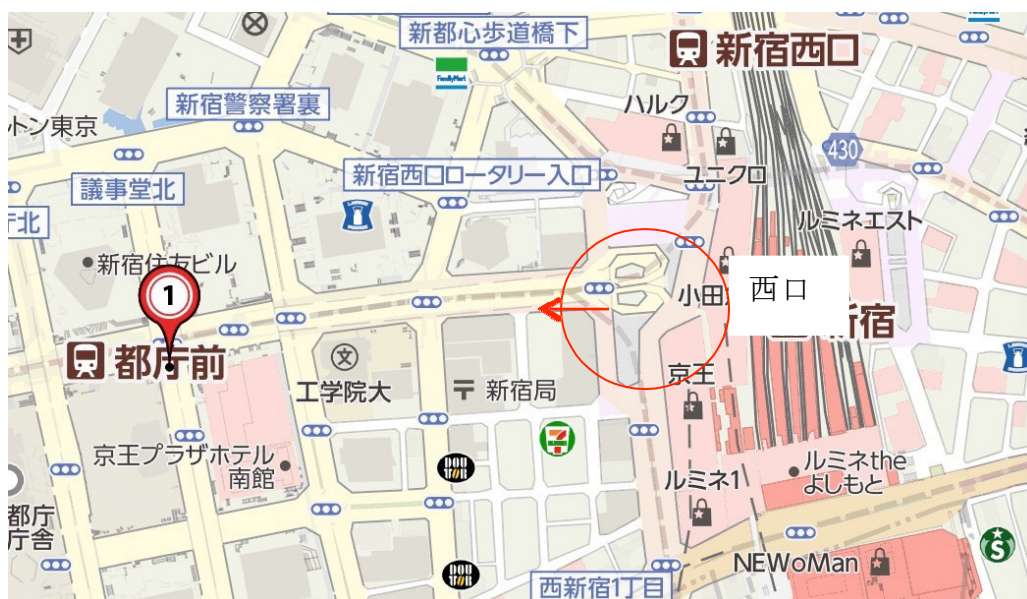 新都心歩道橋下
新宿西口
FamilyMart
ハルク
新宿警察署裏
トン東京
430
新宿西口ロータリー入口
ユニクロ
議事堂北
ルミネエスト
庁北
新宿住友ビル
1
西口
小田
新宿
都庁前
京王
工学院大
文
新宿局
7
京王プラザホテル
南館
DOUTOR
ルミネ1
ルミネthe
よしもと
都庁
庁舎
NEWoMan
DOUTOR
西新宿1丁目